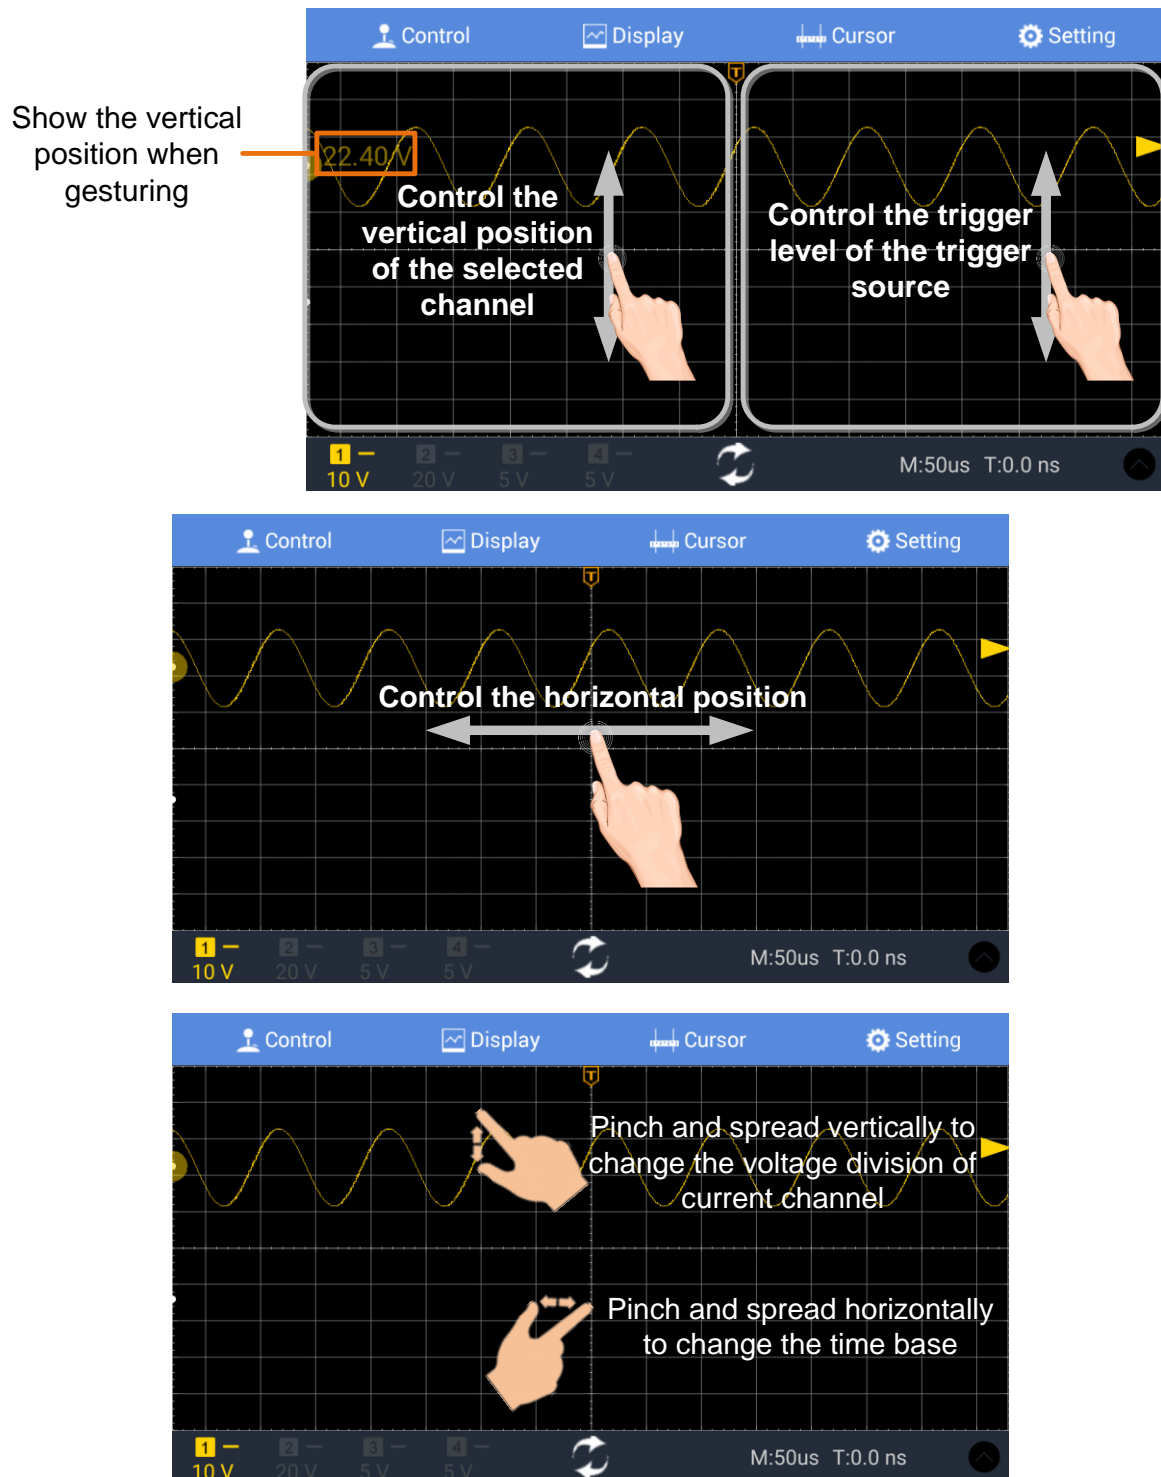 Control Display Cursor Setting
T
Show the vertical
position when
gesturing
22.40 V
Control the
vertical position
of the selected
channel
Control the trigger
level of the trigger
source
1 2 3 4
10 V 20 V 5 V 5 V
M:50us T:0.0 ns
Control Display Cursor Setting
T
Control the horizontal position
1 2 3 4
10 V 20 V 5 V 5 V
M:50us T:0.0 ns
Control Display Cursor Setting
T
Pinch and spread vertically to
change the voltage division of
current channel
Pinch and spread horizontally
to change the time base
1 2 3 4
10 V 20 V 5 V 5 V
M:50us T:0.0 ns